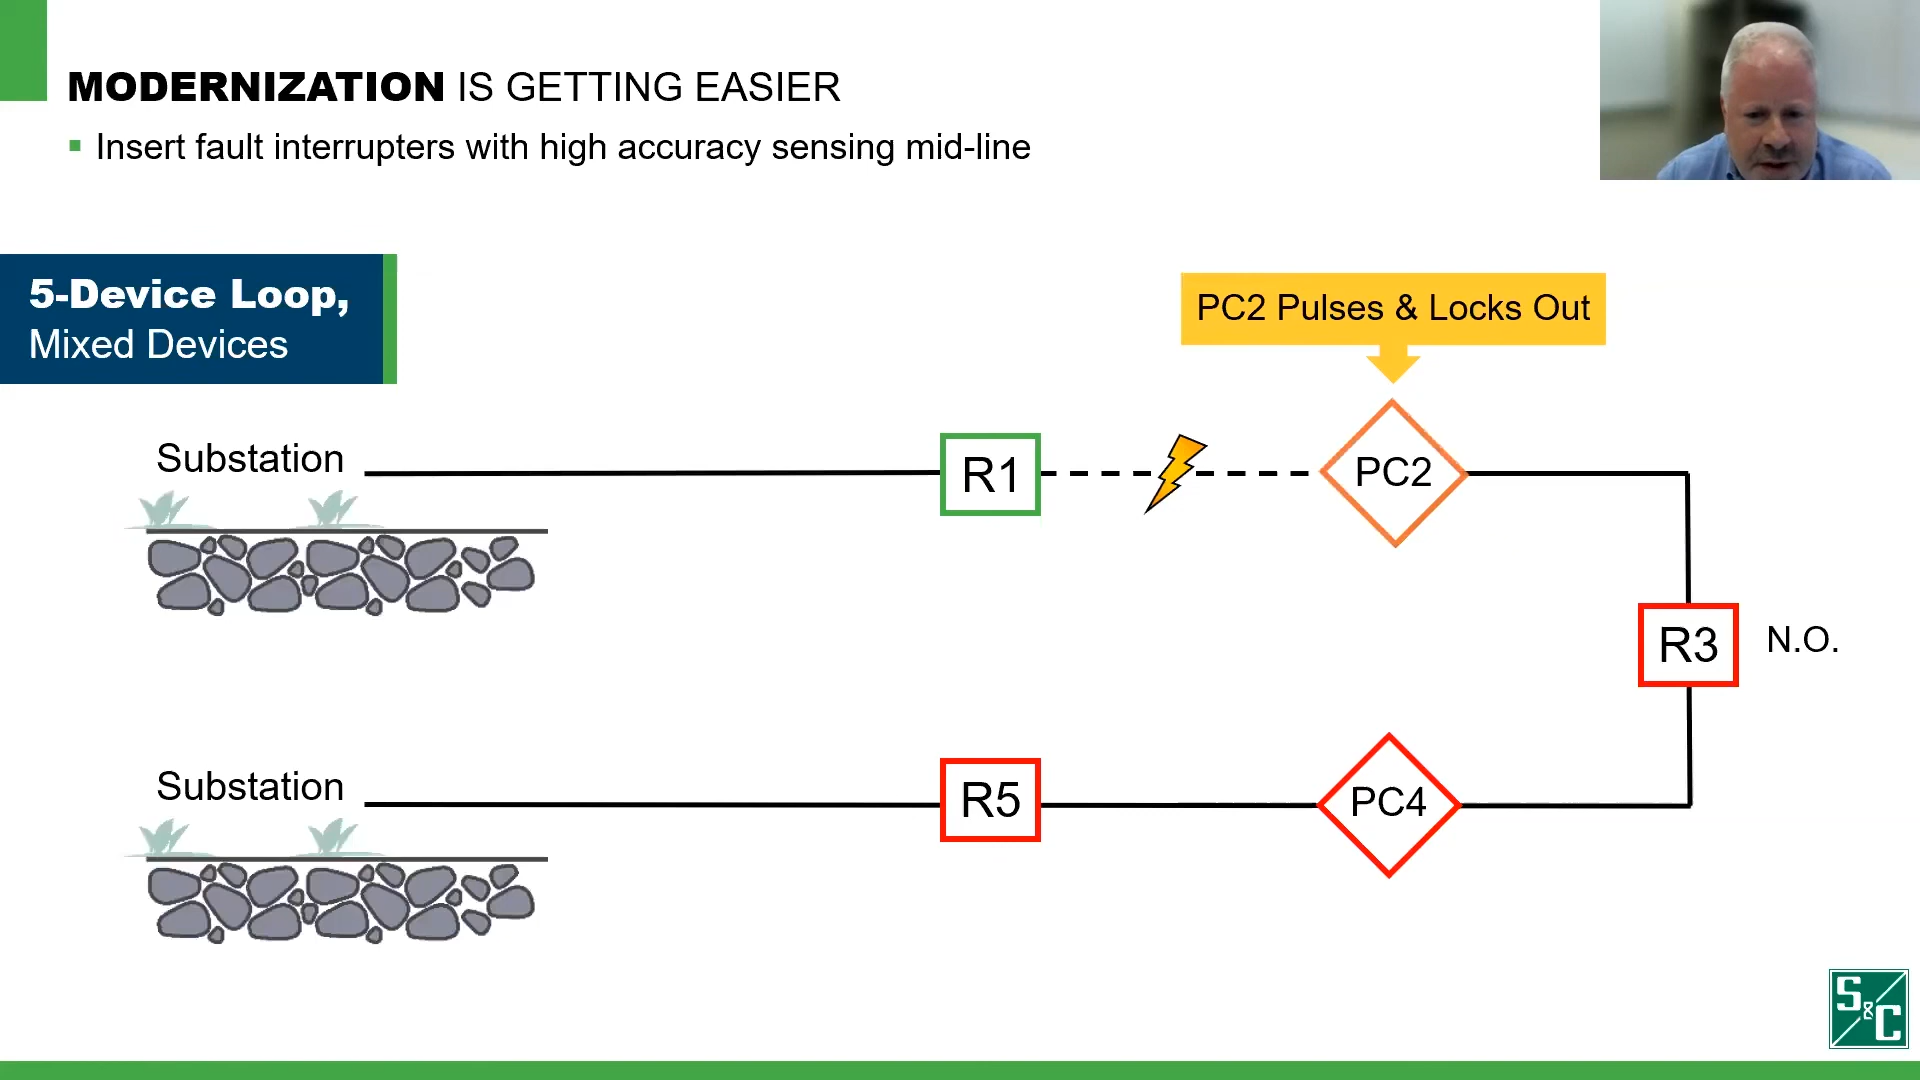 MODERNIZATION IS GETTING EASIER
Insert fault interrupters with high accuracy sensing mid-line
5-Device Loop,
Mixed Devices
PC2 Pulses & Locks Out
Substation
R1
PC2
R3
N.O.
Substation
R5
PC4
S&C